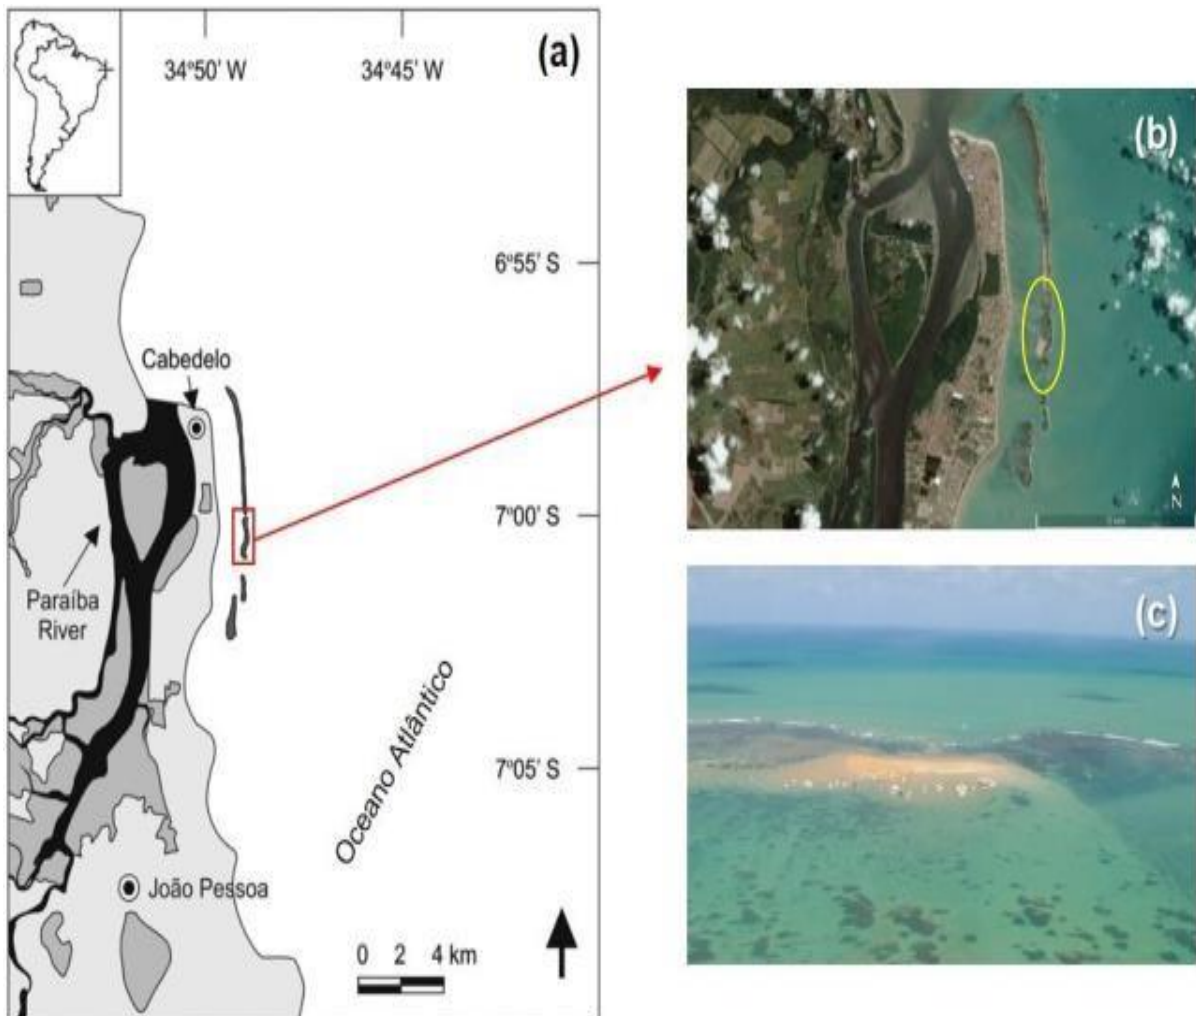 (a)
34°50' W
34°45' W
6°55' S
Cabedelo
7°00' S
Paraíba
River
Oceano Atlântico
7°05' S
João Pessoa
0 2 4 km
(b)
N
(c)